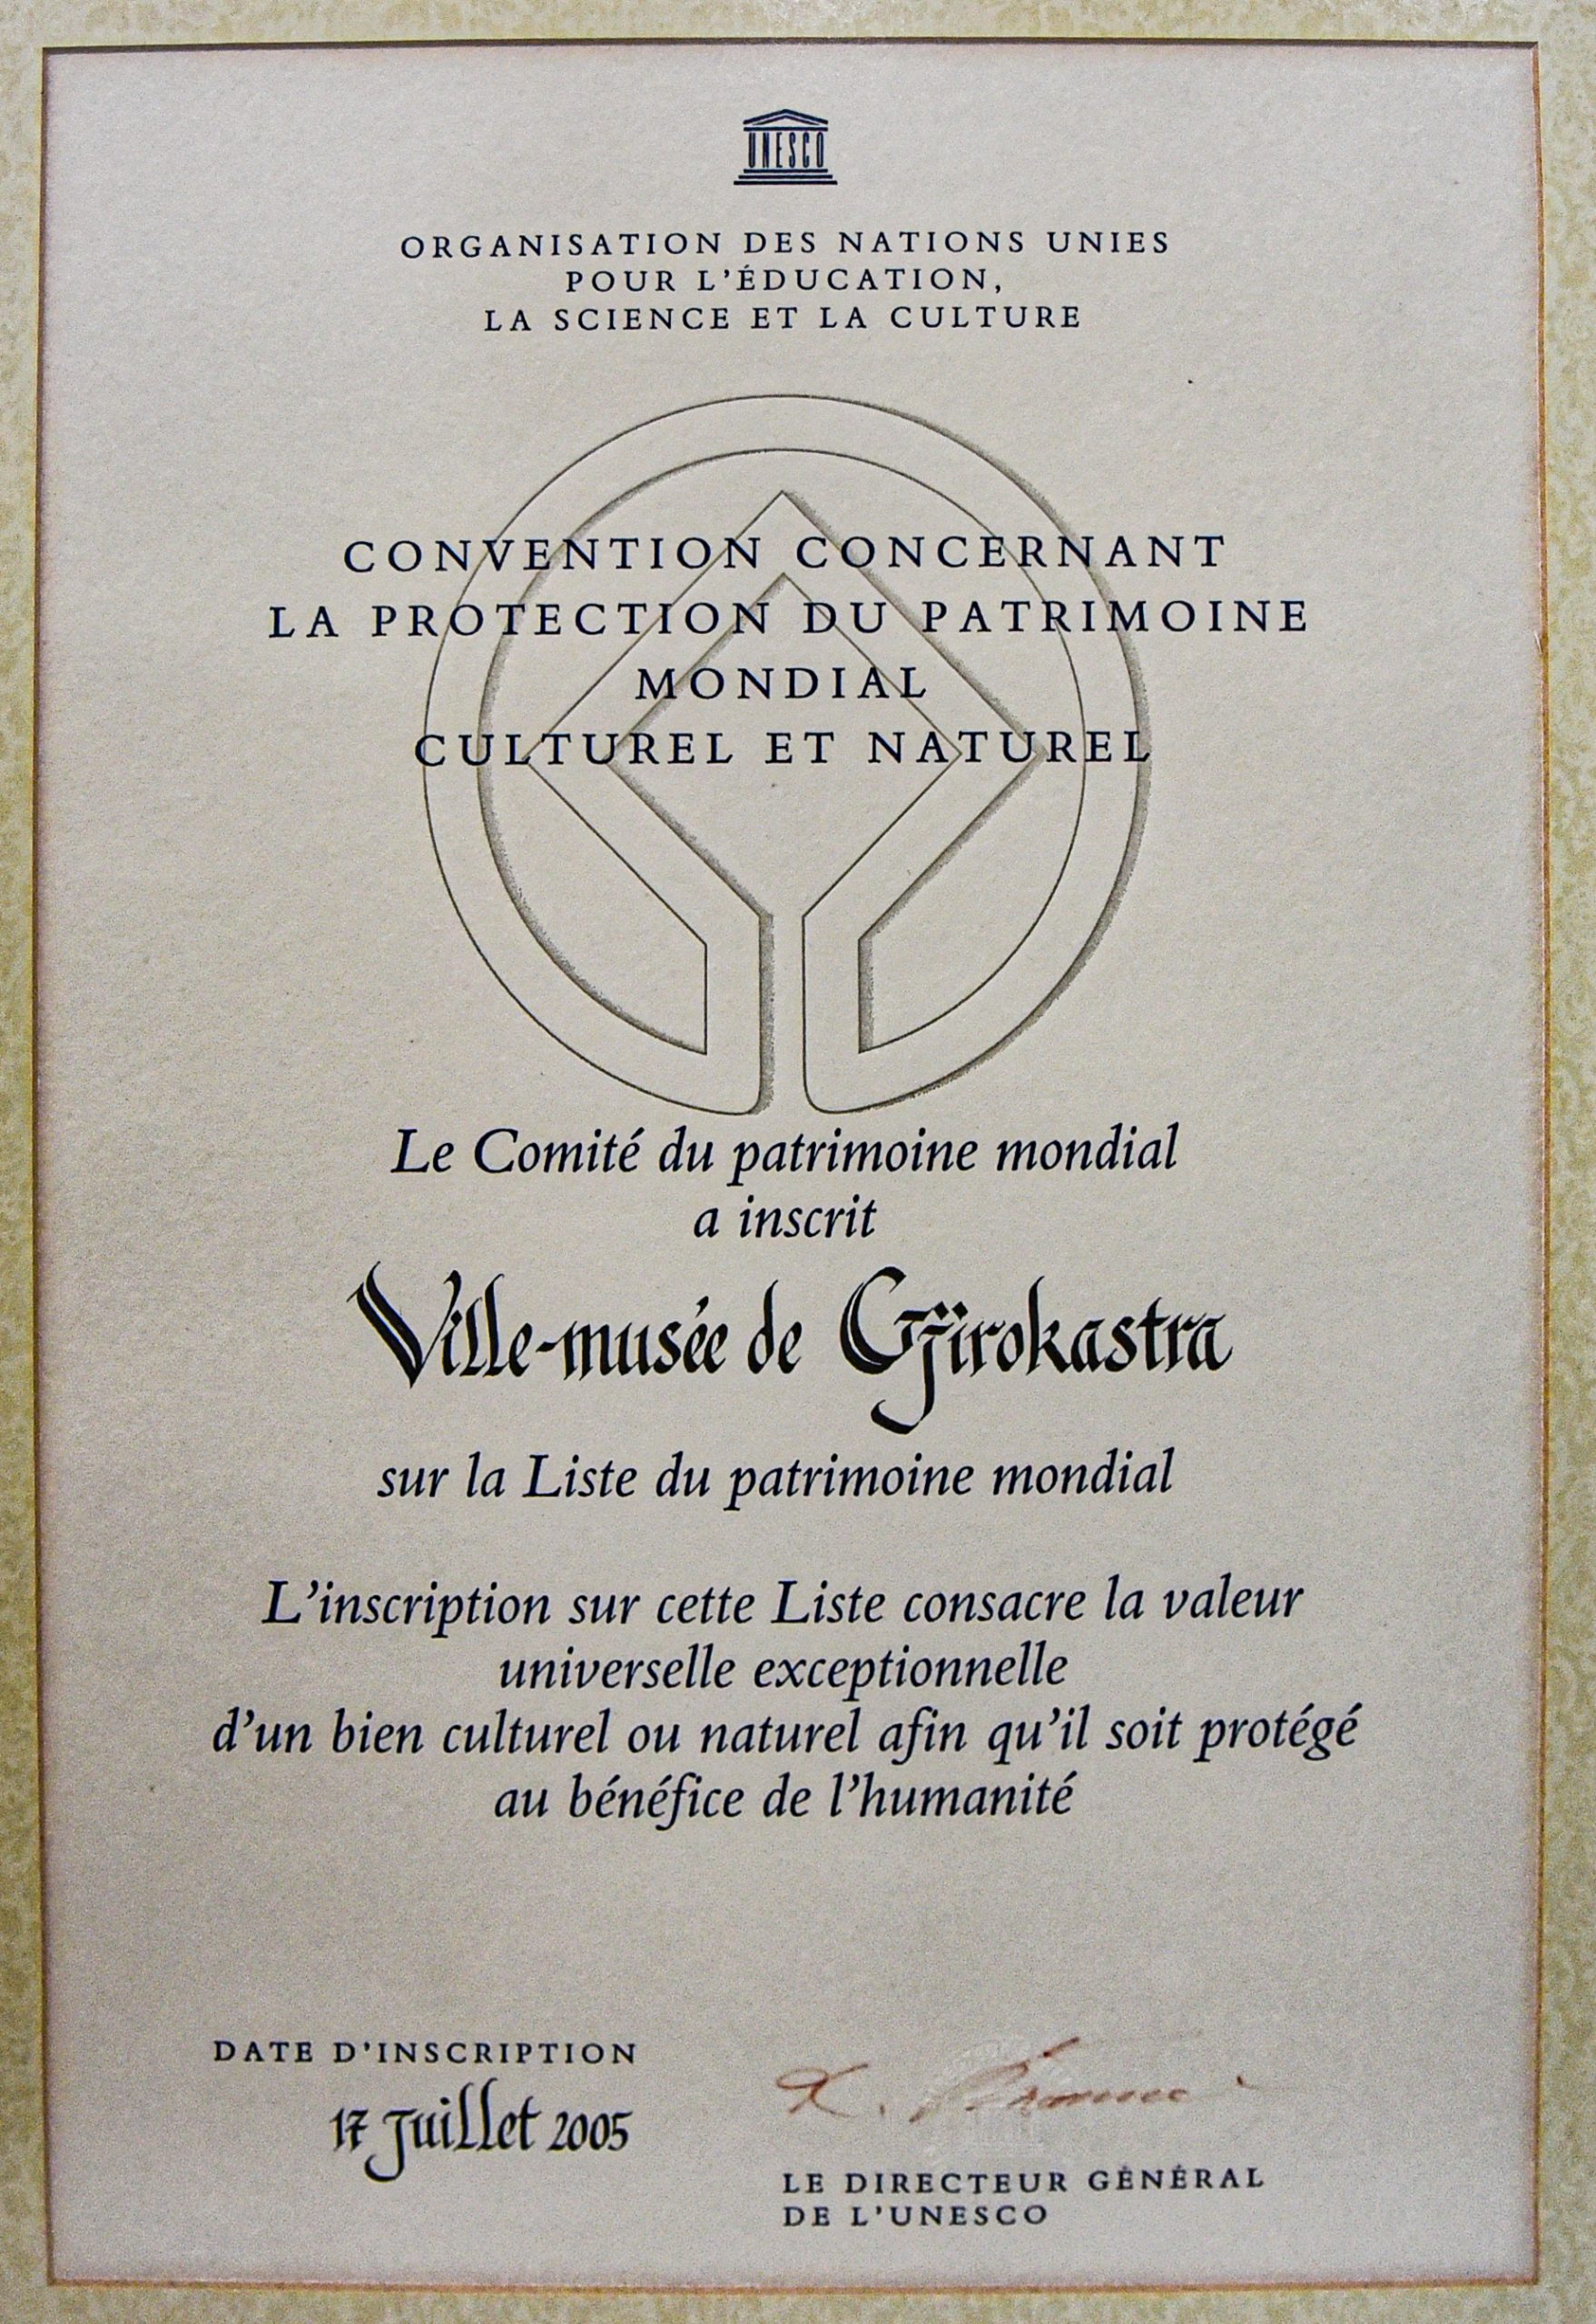 UNESCO
ORGANISATION DES NATIONS UNIES
POUR L'ÉDUCATION,
LA SCIENCE ET LA CULTURE
CONVENTION CONCERNANT
LA PROTECTION DU PATRIMOINE
MONDIAL
CULTUREL ET NATUREL
Le Comité du patrimoine mondial
a inscrit
Ville-musée de Gjirokastra
sur la Liste du patrimoine mondial
L'inscription sur cette Liste consacre la valeur
universelle exceptionnelle
d'un bien culturel ou naturel afin qu'il soit protégé
au bénéfice de l'humanité
DATE D'INSCRIPTION
17 Juillet 2005
LE DIRECTEUR GÉNÉRAL
DE L'UNESCO